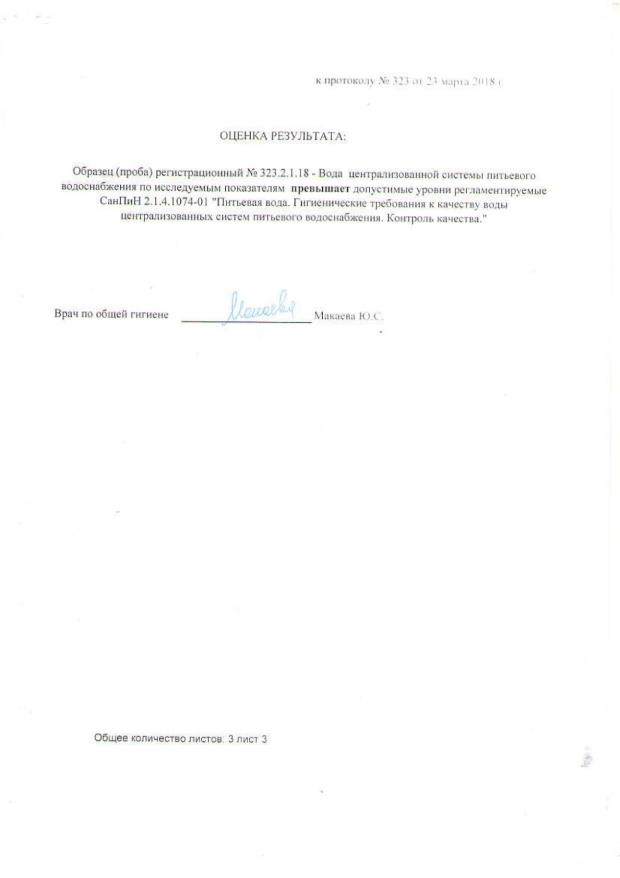 к протоколу № 323 от 23 марта 2018 г
ОЦЕНКА РЕЗУЛЬТАТА:
Образец (проба) регистрационный № 323.2.1.18 - Вода централизованной системы питьевого
водоснабжения по исследуемым показателям превышает допустимые уровни регламентируемые
СанПиН 2.1.4.1074-01 "Питьевая вода. Гигиенические требования к качеству воды
централизованных систем питьевого водоснабжения. Контроль качества."
Врач по общей гигиене Макаева Макаева Ю.С.
Общее количество листов: 3 лист 3